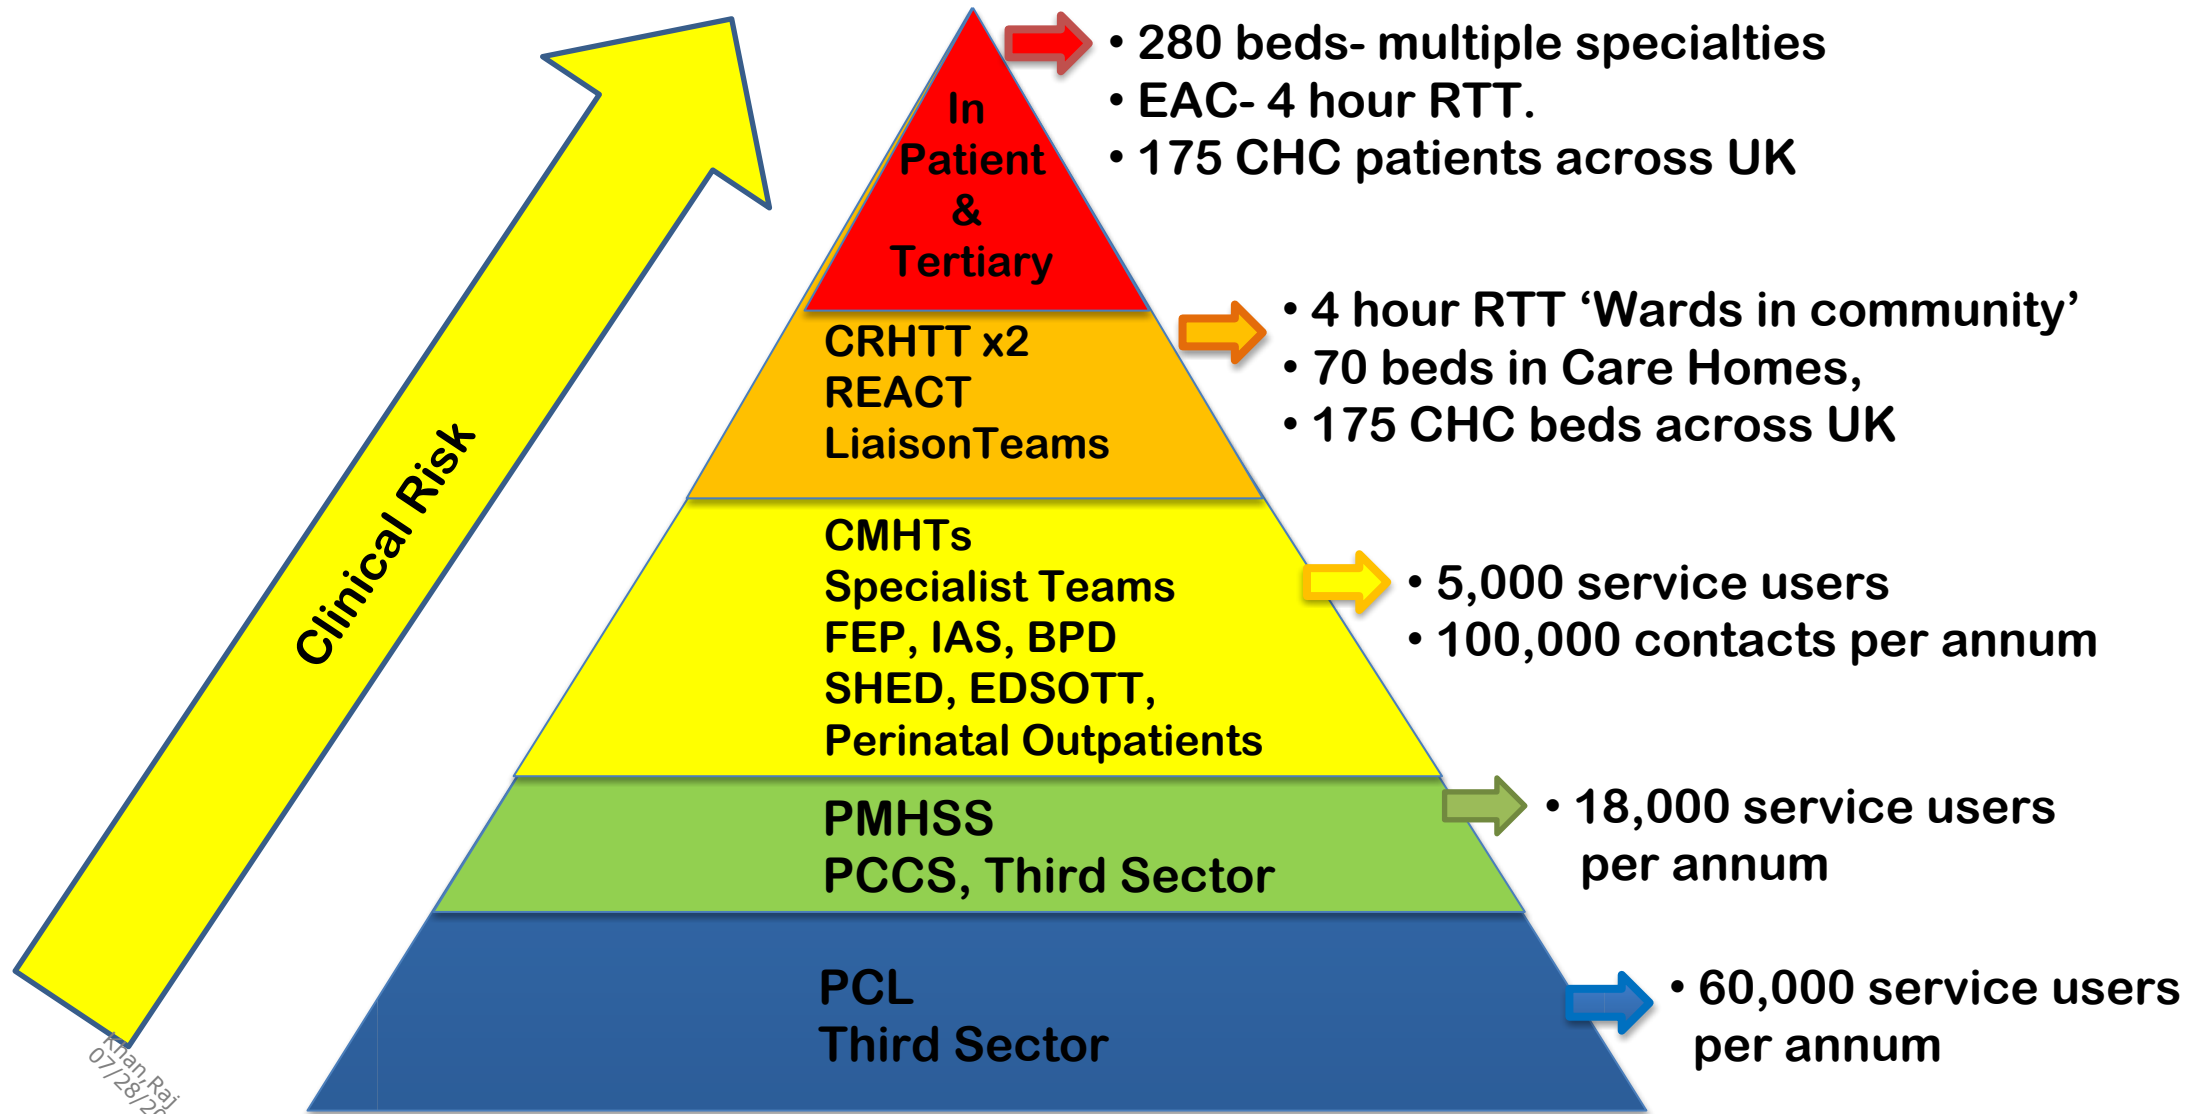 • 280 beds- multiple specialties
• EAC- 4 hour RTT.
• 175 CHC patients across UK
In
Patient
&
Tertiary
• 4 hour RTT ‘Wards in community’
• 70 beds in Care Homes,
• 175 CHC beds across UK
CRHTT x2
REACT
LiaisonTeams
Clinical Risk
CMHTs
Specialist Teams
FEP, IAS, BPD
SHED, EDSOTT,
Perinatal Outpatients
• 5,000 service users
• 100,000 contacts per annum
PMHSS
PCCS, Third Sector
• 18,000 service users
per annum
PCL
Third Sector
• 60,000 service users
per annum
Khan,Raj
07/28/20